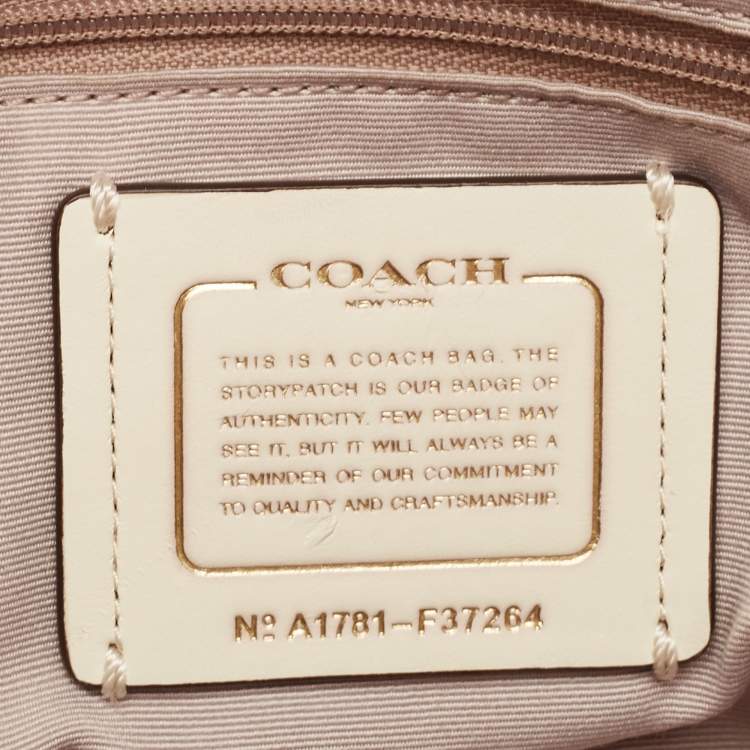 COACH
NEW YORK
THIS IS A COACH BAG. THE
STORYPATCH IS OUR BADGE OF
AUTHENTICITY. FEW PEOPLE MAY
SEE IT, BUT IT WILL ALWAYS BE A
REMINDER OF OUR COMMITMENT
TO QUALITY AND CRAFTSMANSHIP.
Nº A1781-F37264